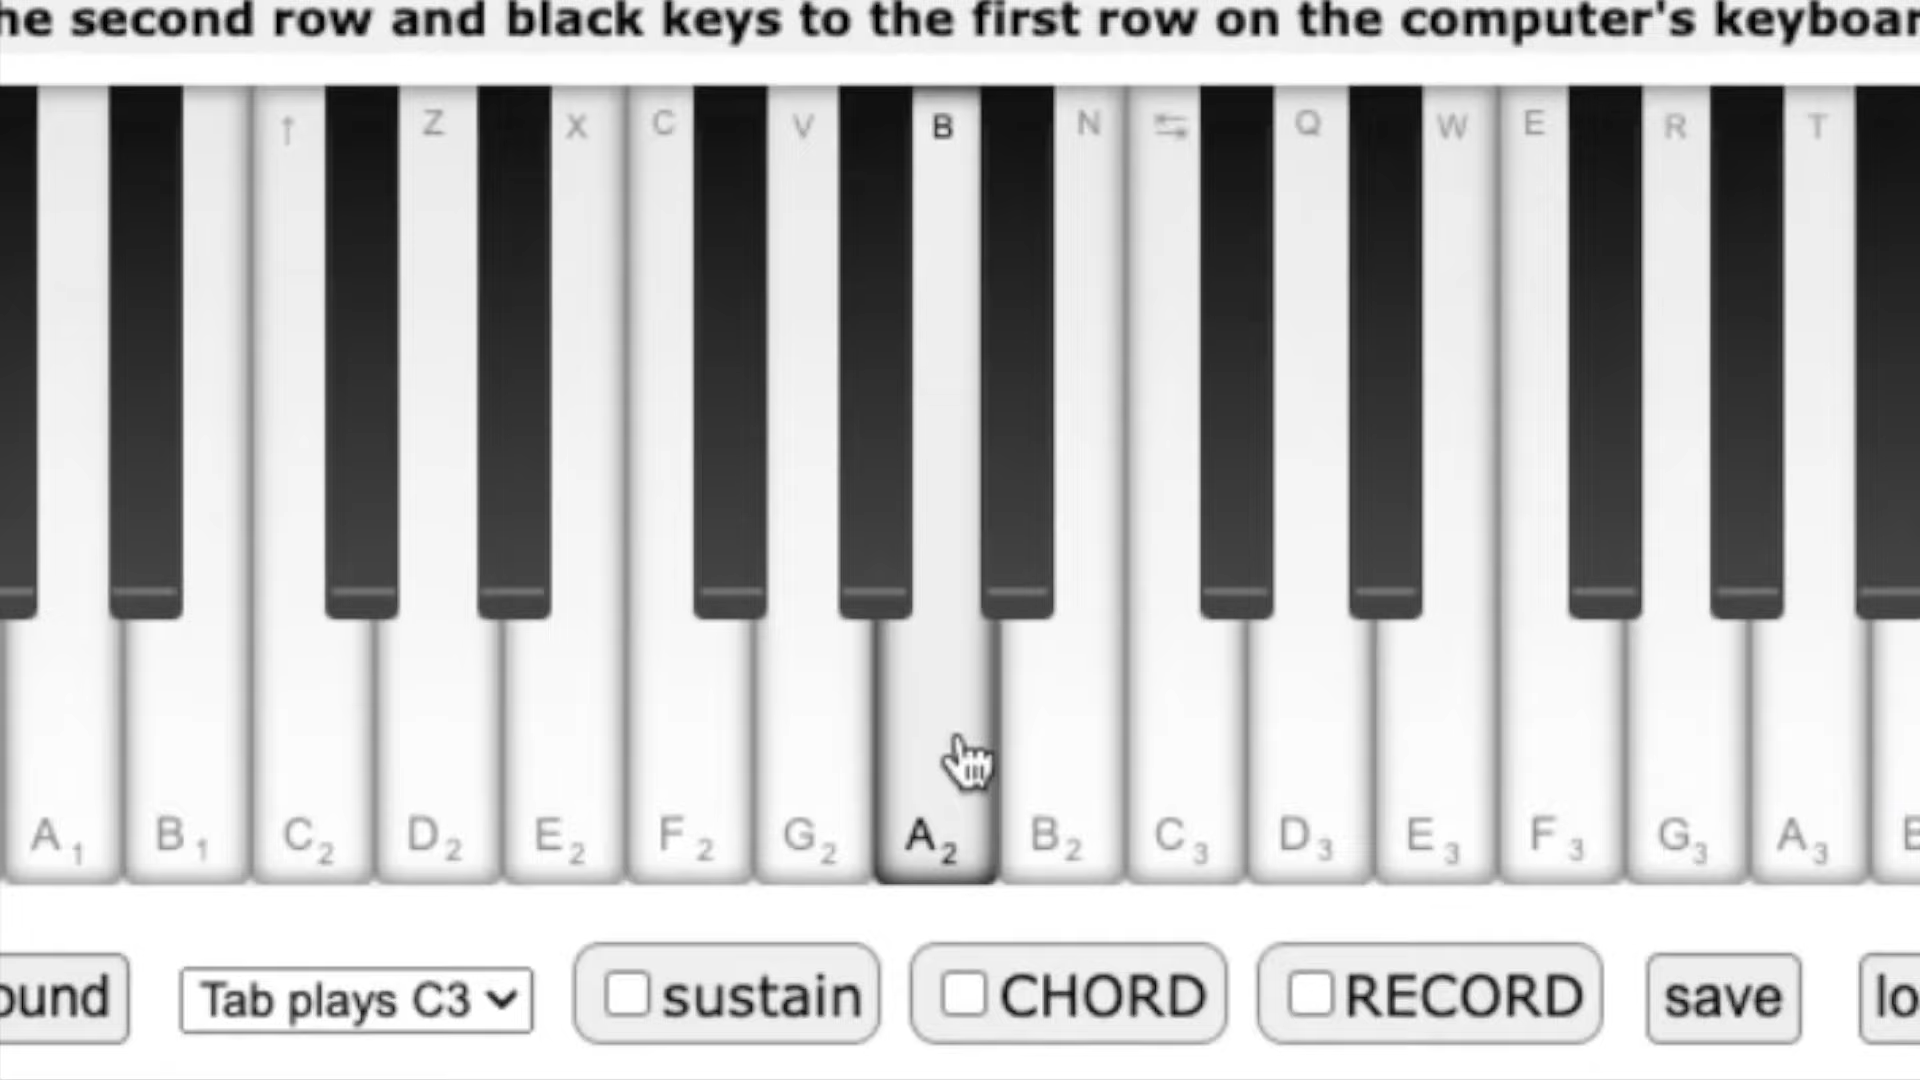 he second row and black keys to the first row on the computer's keyboar
↑ Z X C V B N ⇆ Q W E R T
A1 B1 C2 D2 E2 F2 G2 A2 B2 C3 D3 E3 F3 G3 A3 B
ound Tab plays C3 sustain CHORD RECORD save lo